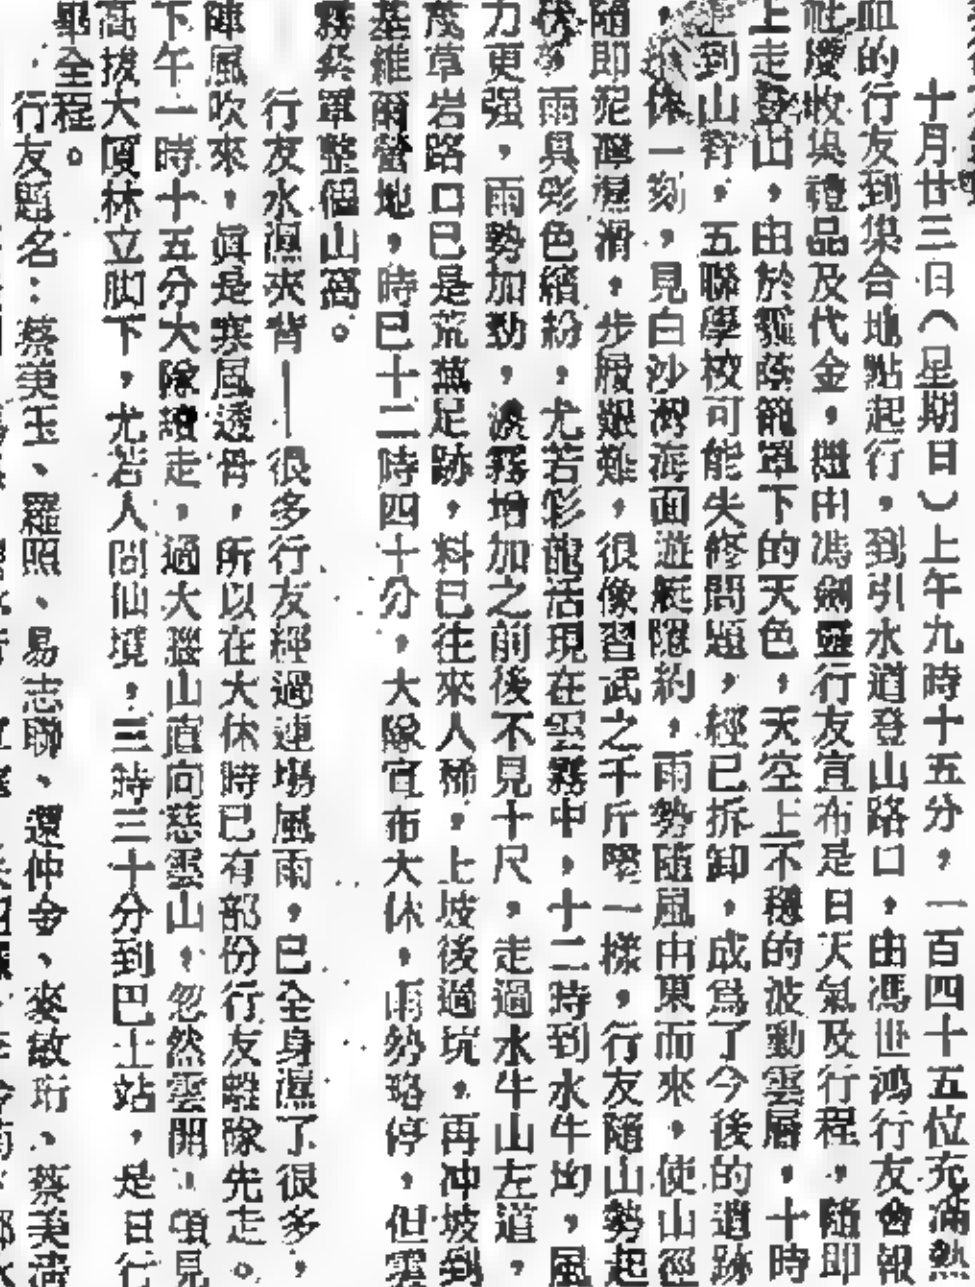 十月廿三日(星期日)上午九時十五分,一百四十五位充滿熱
血的行友到集合地點起行,到引水道登山路口,由馮世鴻行友會報
社慶收集禮品及代金,繼由馮劍靈行友宣布是日天氣及行程,隨即
上走登山,由於霧蔭籠罩下的天色,天空上不穩的波動雲層,十時
走到山脊,五聯學校可能失修問題,經已拆卸,成爲了今後的遺跡
,休一刻,見白沙灣海面遊艇隱約,雨勢隨風由東而來,使山徑
隨即泥濘濕滑,步履艱難,很像習武之千斤墜一樣,行友隨山勢起
伏,雨具彩色繽紛,尤若彩龍活現在雲霧中,十二時到水牛坳,風
力更强,雨勢加勁,濃霧增加之前後不見十尺,走過水牛山左道,
茂草岩路口已是荒蕪足跡,料已往來人稀,上坡後過坑,再冲坡到
基維爾營地,時已十二時四十分,大隊宣布大休,雨勢略停,但雲
霧祭罩整個山窩。
行友水濕夾背——很多行友經過連場風雨,已全身濕了很多,
陣風吹來,眞是寒風透骨,所以在大休時已有部份行友離隊先走。
下午一時十五分大隊續走,過大腦山直向慈雲山,忽然雲開,頓見
高拔大厦林立脚下,尤若人間仙境,三時三十分到巴士站,是日行
畢全程。
行友題名:蔡英玉、羅照、易志聯、還仲令、來敏珩、蔡美